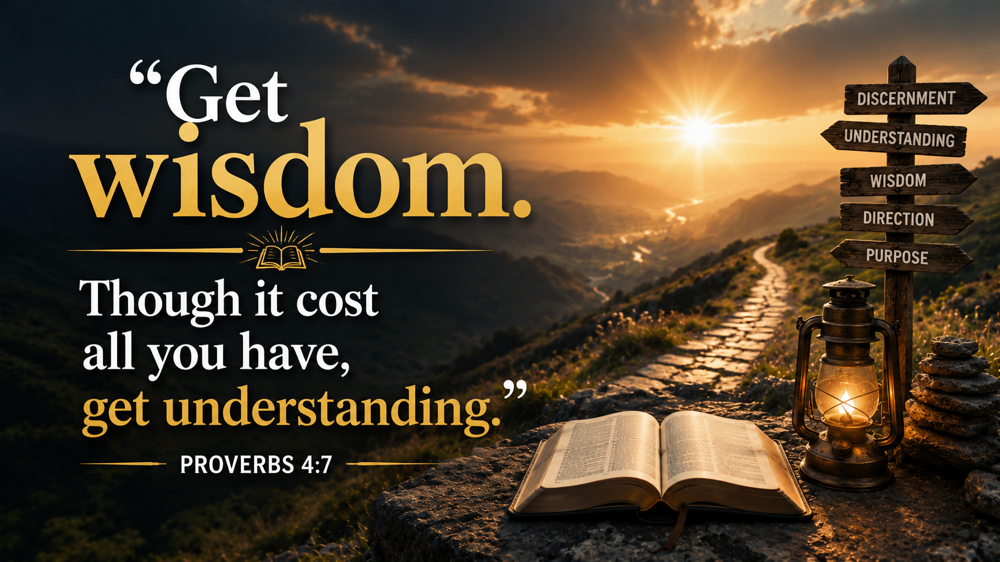 “Get
wisdom.
Though it cost
all you have,
get understanding.”
PROVERBS 4:7
DISCERNMENT
UNDERSTANDING
WISDOM
DIRECTION
PURPOSE